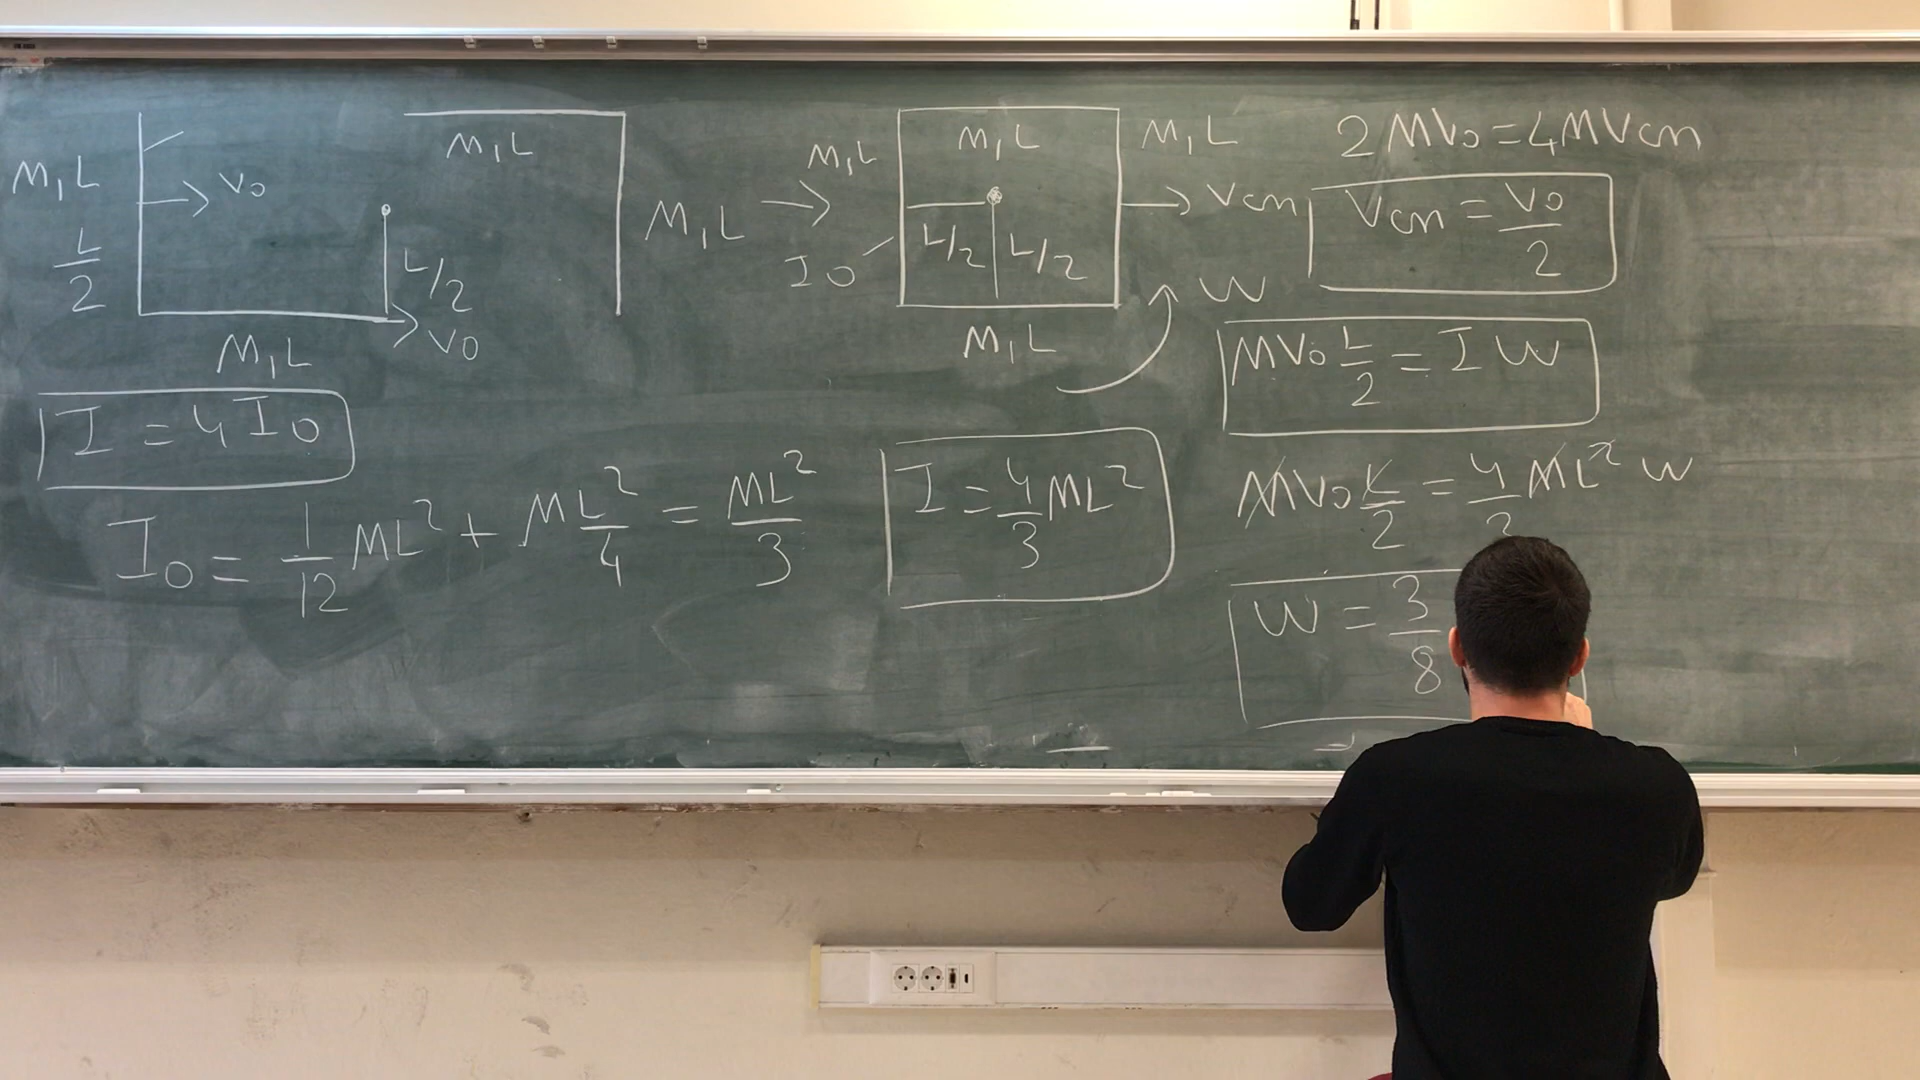 M,L
L/2
V0
L/2
V0
M,L
M,L
M,L
M,L
M,L
M,L
Vcm
L/2
L/2
I0
W
M,L
2MV0=4MVcm
Vcm = V0/2
MV0 L/2 = I W
I = 4I0
I0 = 1/12 ML² + ML²/4 = ML²/3
I = 4/3 ML²
MV0 L/2 = 4/3 ML² W
W = 3/8